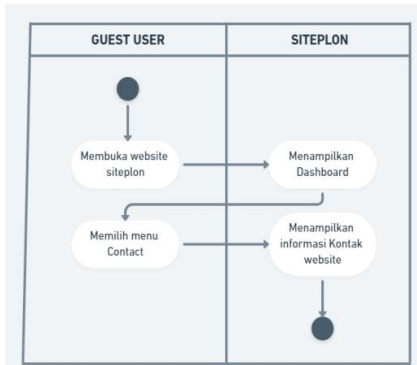 GUEST USER
SITEPLON
Membuka website
siteplon
Menampilkan
Dashboard
Memilih menu
Contact
Menampilkan
informasi Kontak
website